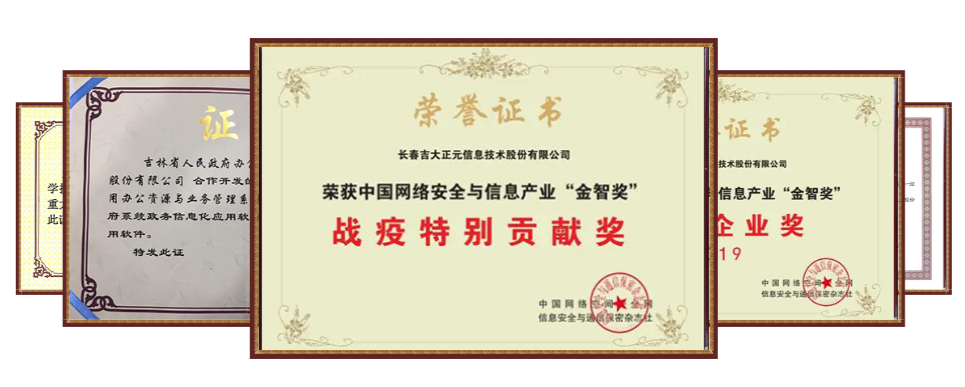 学
重大
此
证
吉林省人民政府办公
股份有限公司 合作开发的
用办公资源与业务管理系
府系统政务信息化应用软
用软件。
特发此证
荣誉证书
长春吉大正元信息技术股份有限公司
荣获中国网络安全与信息产业“金智奖”
战疫特别贡献奖
中国网络空间安全网
信息安全与通信保密杂志社
证书
技术股份有限公司
信息产业“金智奖”
企业奖
19
中国网络空间安全网
信息安全与通信保密杂志社